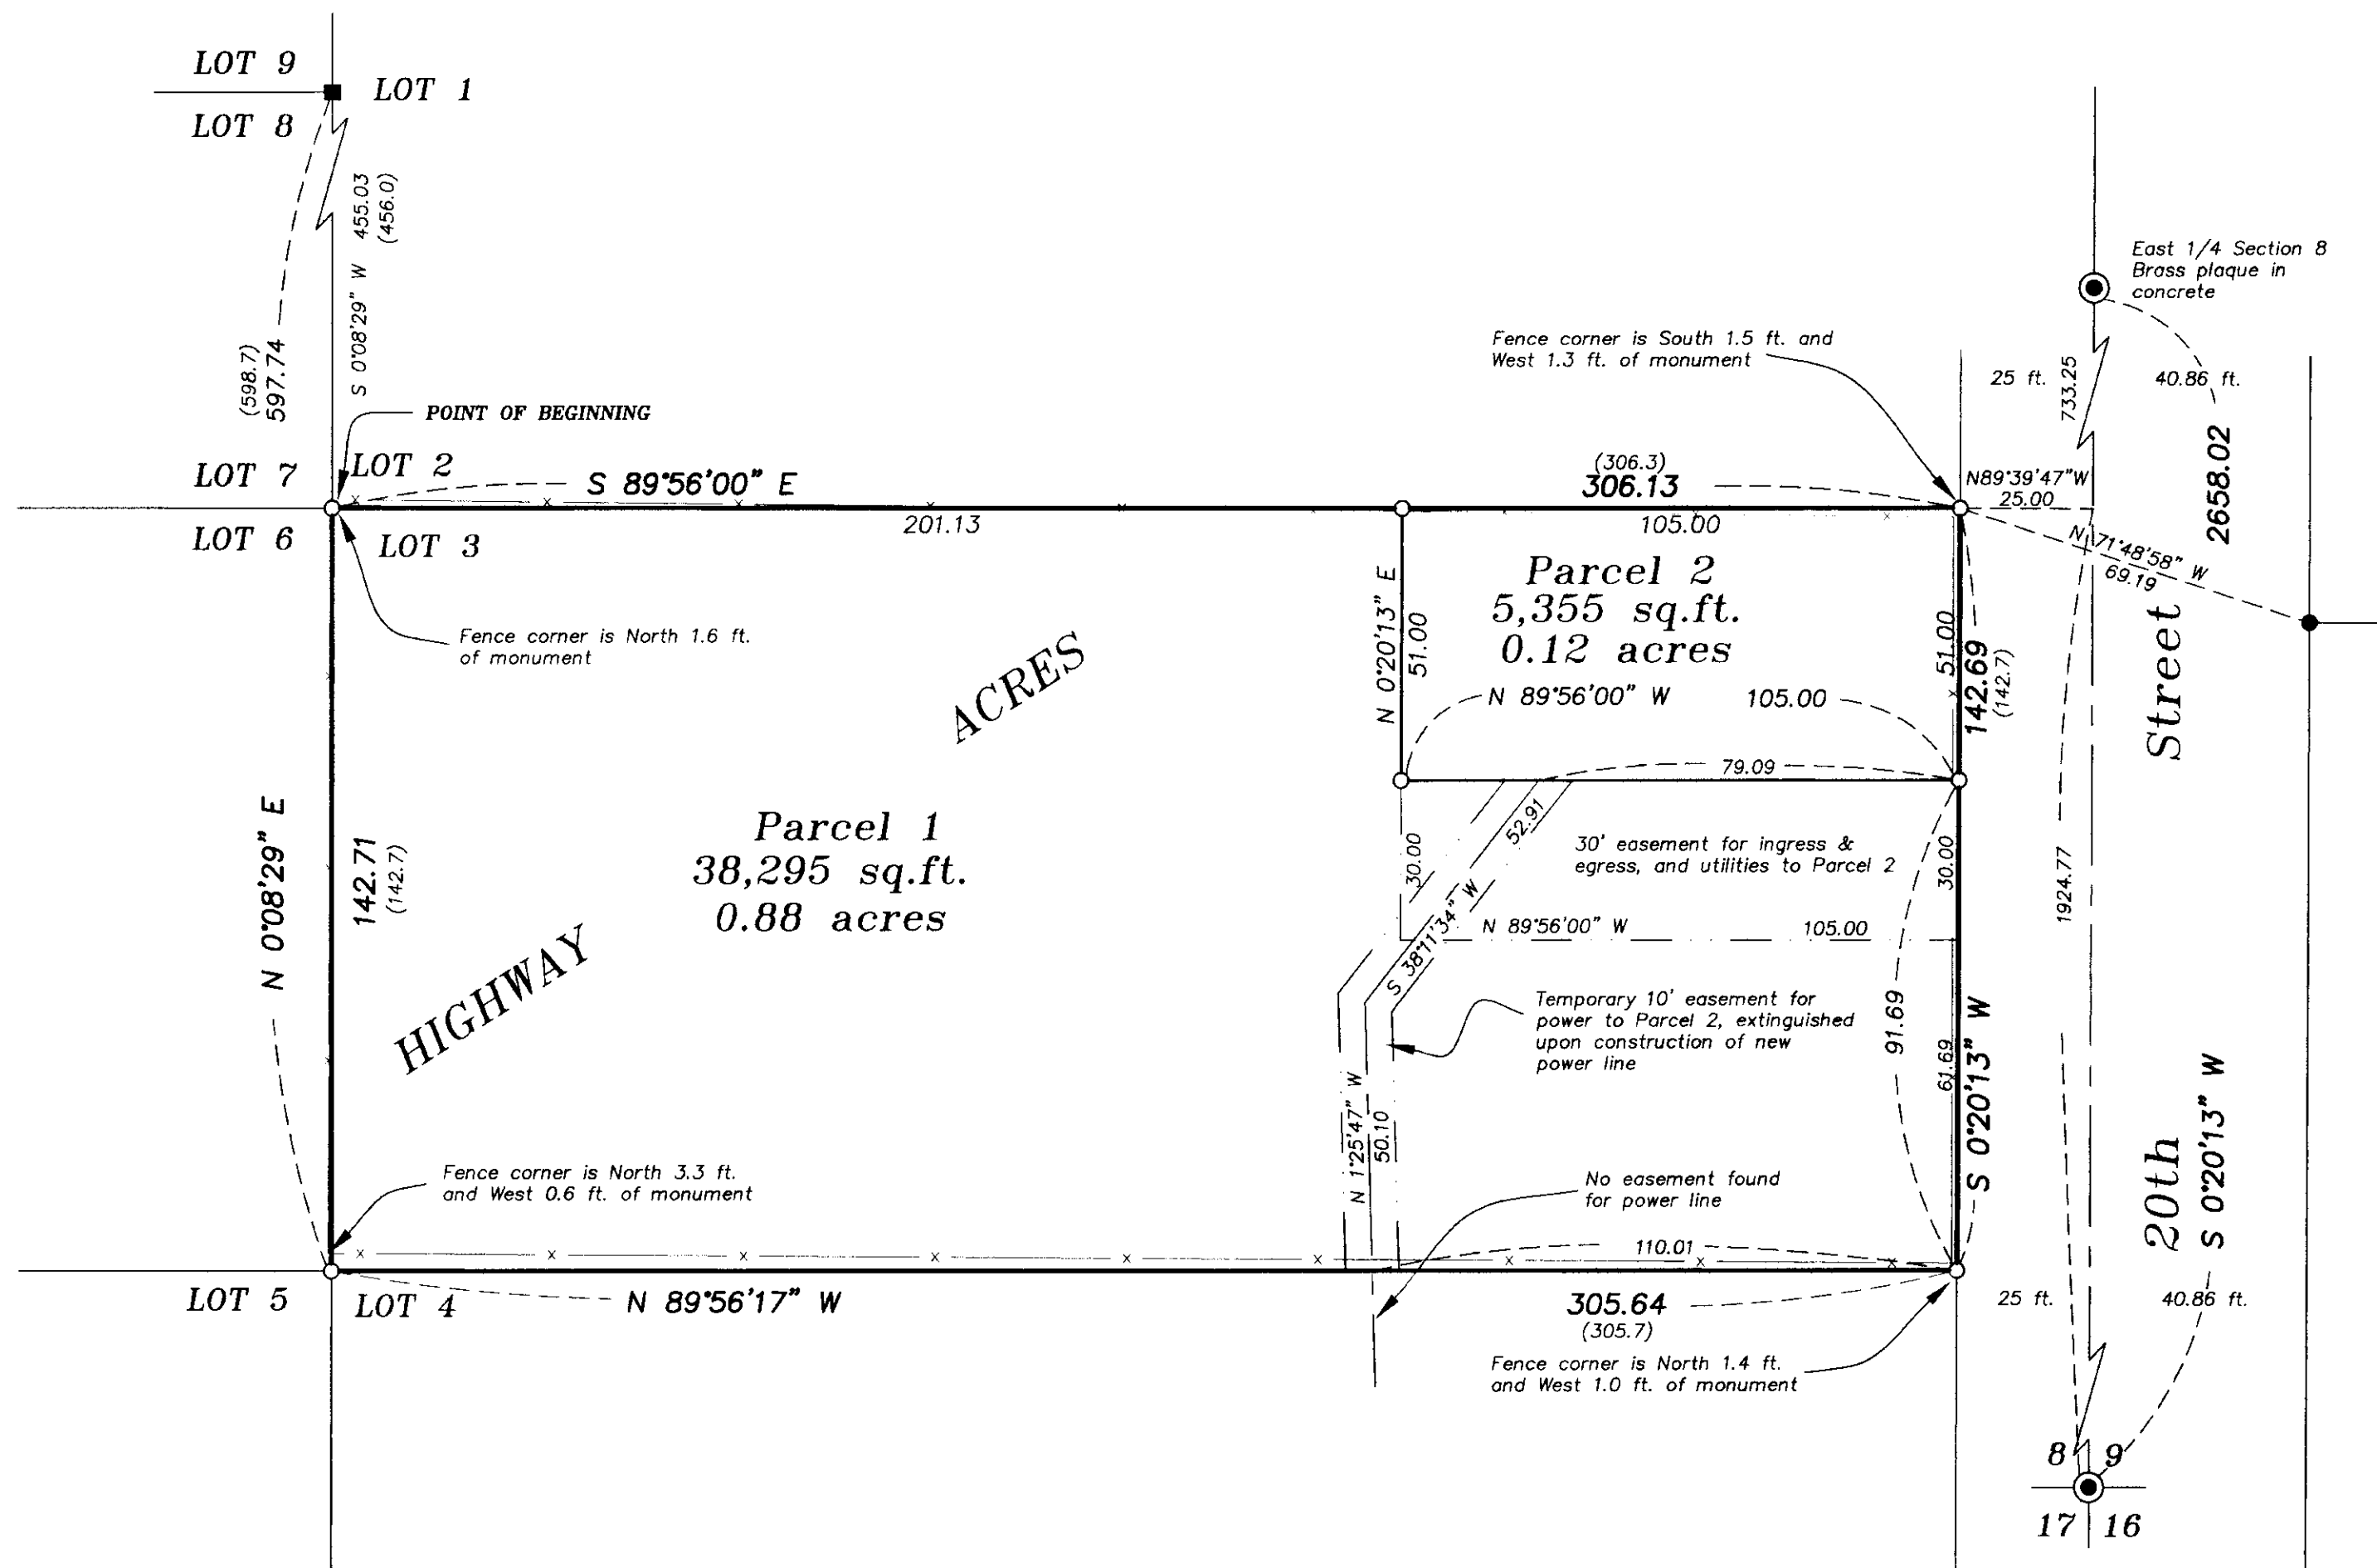 LOT 9
LOT 1
LOT 8
S 0°08'29" W 455.03
(456.0)
(598.7)
597.74
POINT OF BEGINNING
LOT 7
LOT 2
LOT 6
LOT 3
S 89°56'00" E
(306.3)
306.13
201.13
105.00
Fence corner is South 1.5 ft. and
West 1.3 ft. of monument
East 1/4 Section 8
Brass plaque in
concrete
25 ft.
733.25
40.86 ft.
2658.02
N89°39'47"W
25.00
N 71°48'58" W
69.19
Fence corner is North 1.6 ft.
of monument
Parcel 2
5,355 sq.ft.
0.12 acres
N 0°20'13" E
51.00
N 89°56'00" W 105.00
51.00
142.69
(142.7)
79.09
Street
ACRES
Parcel 1
38,295 sq.ft.
0.88 acres
HIGHWAY
N 0°08'29" E
142.71
(142.7)
30.00
52.91
S 38°11'34" W
30' easement for ingress &
egress, and utilities to Parcel 2
30.00
N 89°56'00" W 105.00
1924.77
Temporary 10' easement for
power to Parcel 2, extinguished
upon construction of new
power line
91.69
61.69
S 0°20'13" W
N 1°25'47" W
50.10
20th
S 0°20'13" W
Fence corner is North 3.3 ft.
and West 0.6 ft. of monument
No easement found
for power line
110.01
LOT 5
LOT 4
N 89°56'17" W
305.64
(305.7)
25 ft.
40.86 ft.
Fence corner is North 1.4 ft.
and West 1.0 ft. of monument
8 9
17 16